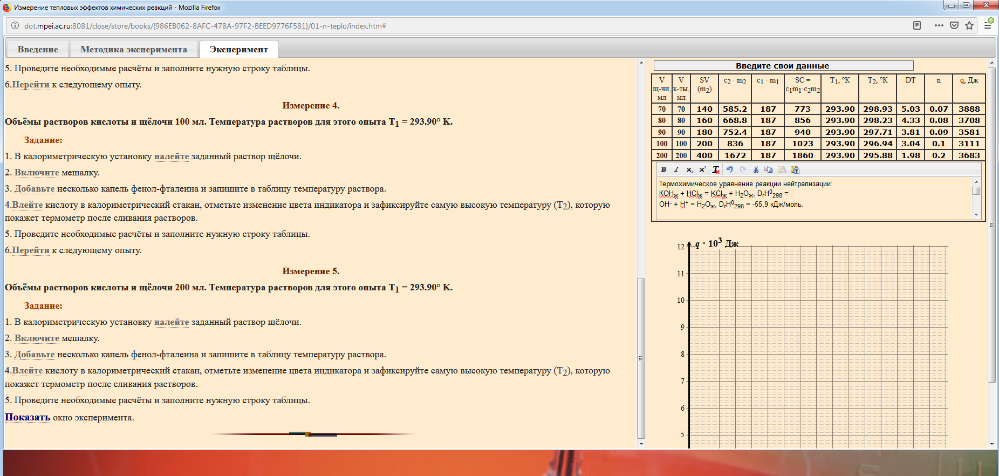 Измерение тепловых эффектов химических реакций - Mozilla Firefox
dot.mpei.ac.ru:8081/close/store/books/{986EB062-8AFC-478A-97F2-BEED9776F581}/01-n-teplo/index.htm#
Введение Методика эксперимента Эксперимент
5. Проведите необходимые расчёты и заполните нужную строку таблицы.
6.Перейти к следующему опыту.
Измерение 4.
Объёмы растворов кислоты и щёлочи 100 мл. Температура растворов для этого опыта T1 = 293.90° K.
Задание:
1. В калориметрическую установку налейте заданный раствор щёлочи.
2. Включите мешалку.
3. Добавьте несколько капель фенол-фталеина и запишите в таблицу температуру раствора.
4.Влейте кислоту в калориметрический стакан, отметьте изменение цвета индикатора и зафиксируйте самую высокую температуру (T2), которую
покажет термометр после сливания растворов.
5. Проведите необходимые расчёты и заполните нужную строку таблицы.
6.Перейти к следующему опыту.
Измерение 5.
Объёмы растворов кислоты и щёлочи 200 мл. Температура растворов для этого опыта T1 = 293.90° K.
Задание:
1. В калориметрическую установку налейте заданный раствор щёлочи.
2. Включите мешалку.
3. Добавьте несколько капель фенол-фталеина и запишите в таблицу температуру раствора.
4.Влейте кислоту в калориметрический стакан, отметьте изменение цвета индикатора и зафиксируйте самую высокую температуру (T2), которую
покажет термометр после сливания растворов.
5. Проведите необходимые расчёты и заполните нужную строку таблицы.
Показать окно эксперимента.
Введите свои данные
V V SV c2 · m2 c1 · m1 SC = T1, °K T2, °K DT n q, Дж
щ-чи, к-ты, (m2) c1m1·c2m2
мл мл
70 70 140 585.2 187 773 293.90 298.93 5.03 0.07 3888
80 80 160 668.8 187 856 293.90 298.23 4.33 0.08 3708
90 90 180 752.4 187 940 293.90 297.71 3.81 0.09 3581
100 100 200 836 187 1023 293.90 296.94 3.04 0.1 3111
200 200 400 1672 187 1860 293.90 295.88 1.98 0.2 3683
B I x₂ x² Tx
Термохимическое уравнение реакции нейтрализации:
KOHж + HClж = KClж + H2Oж, DrH⁰298 = -
OH- + H+ = H2Oж, DrH⁰298 = -55,9 кДж/моль.
q · 10³ Дж
12
11
10
9
8
7
6
5